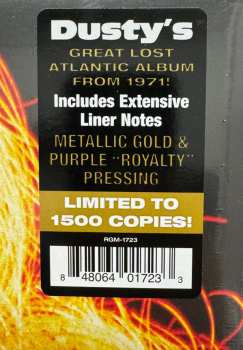 Dusty's
GREAT LOST
ATLANTIC ALBUM
FROM 1971!
Includes Extensive
Liner Notes
METALLIC GOLD &
PURPLE "ROYALTY"
PRESSING
LIMITED TO
1500 COPIES!
RGM-1723
8 48064 01723 3